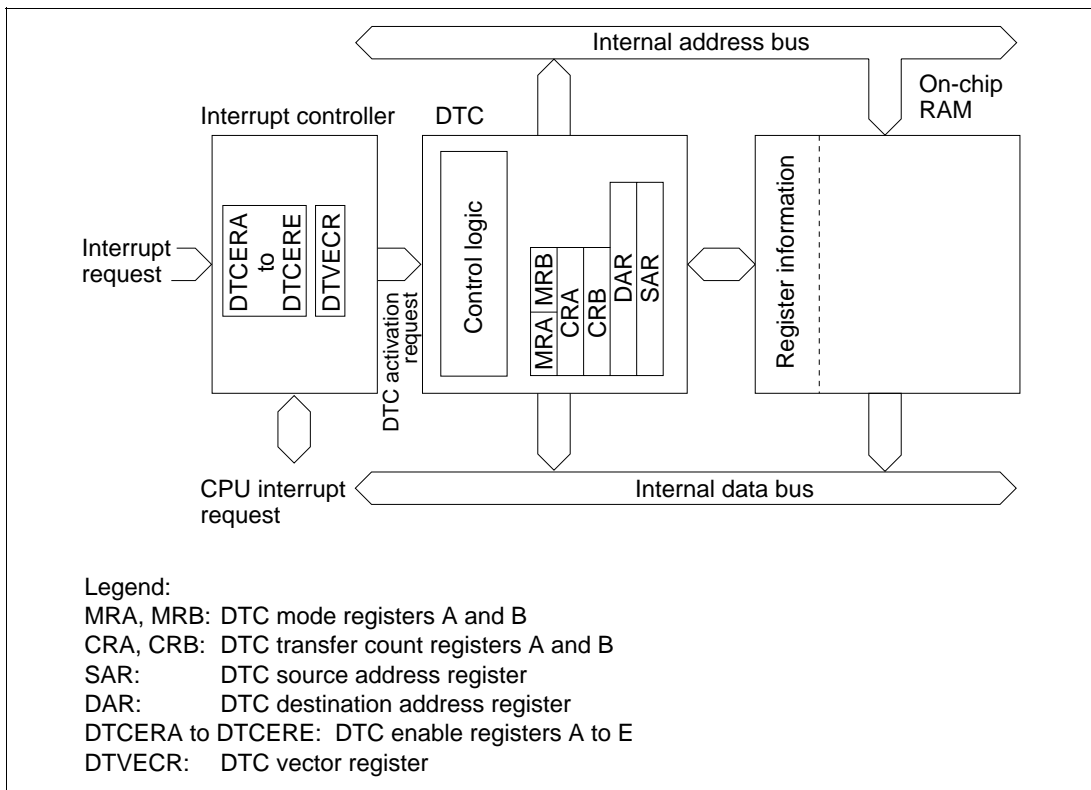 Internal address bus
On-chip
RAM
Interrupt controller
DTC
Interrupt
request
DTCERA
to
DTCERE
DTVECR
DTC activation
request
Control logic
MRA
MRB
CRA
CRB
DAR
SAR
Register information
CPU interrupt
request
Internal data bus
Legend:
MRA, MRB: DTC mode registers A and B
CRA, CRB: DTC transfer count registers A and B
SAR: DTC source address register
DAR: DTC destination address register
DTCERA to DTCERE: DTC enable registers A to E
DTVECR: DTC vector register